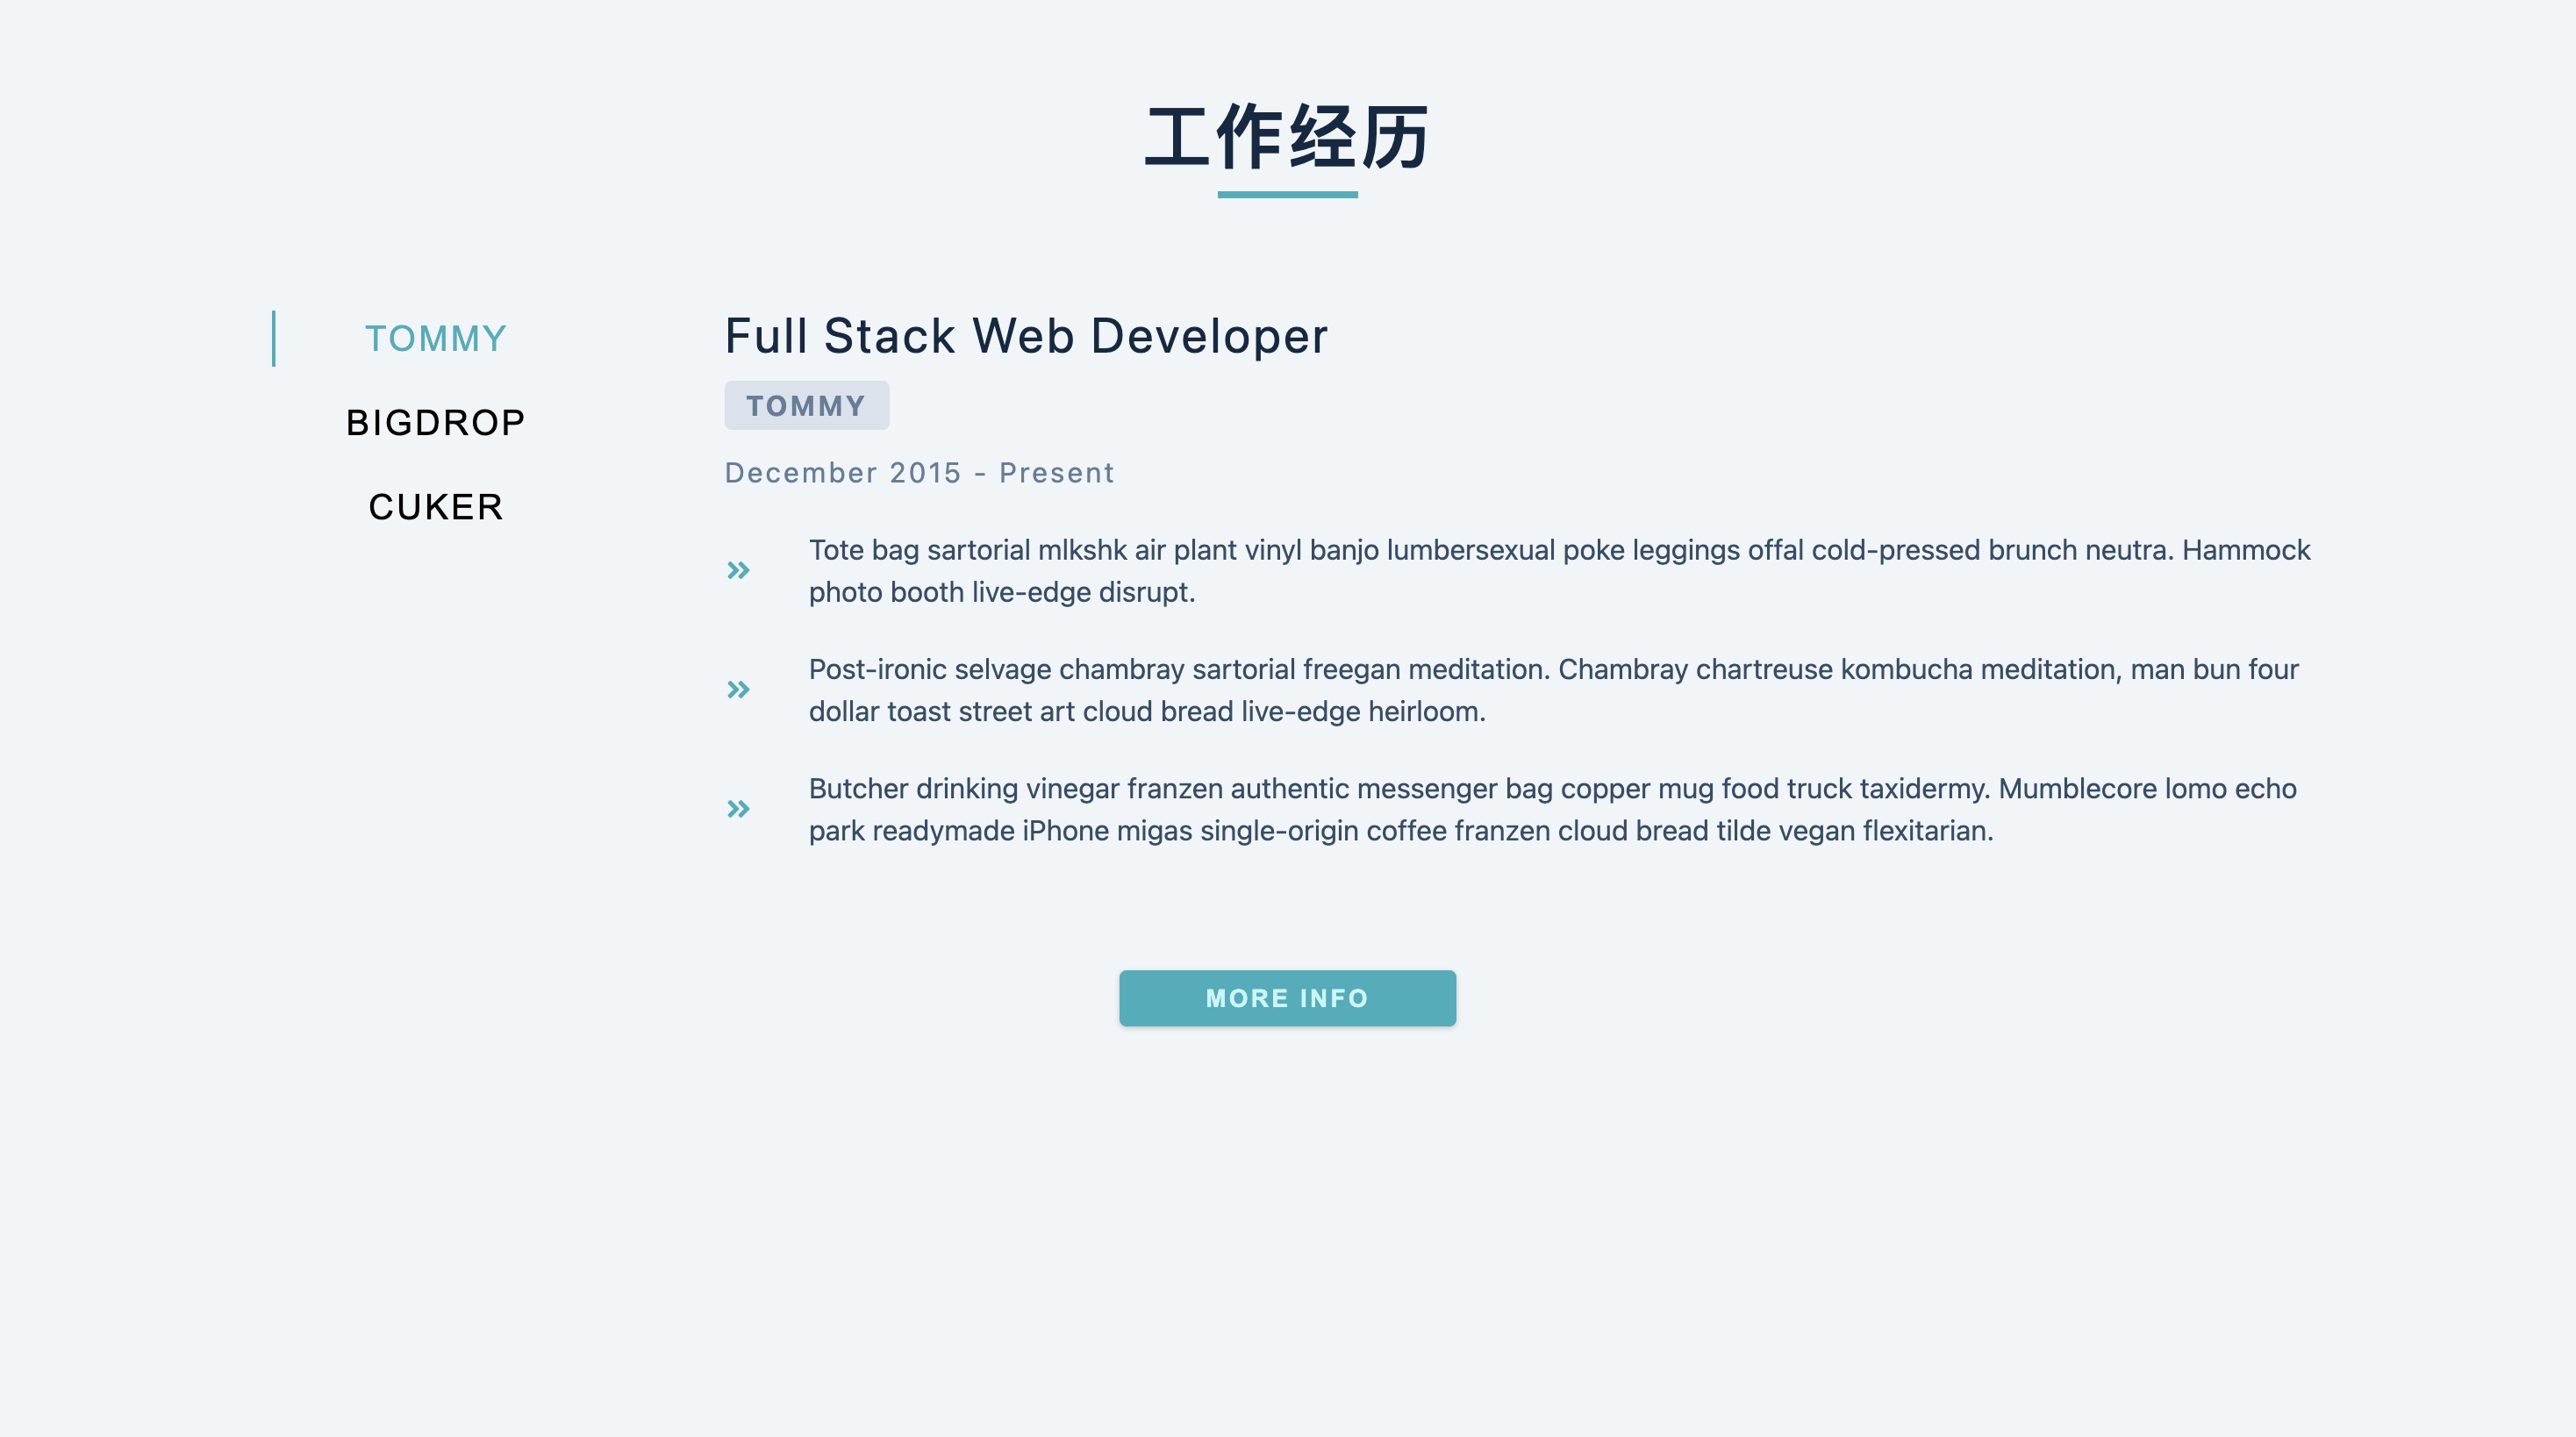 工作经历
TOMMY
BIGDROP
CUKER
Full Stack Web Developer
TOMMY
December 2015 - Present
Tote bag sartorial mlkshk air plant vinyl banjo lumbersexual poke leggings offal cold-pressed brunch neutra. Hammock
photo booth live-edge disrupt.
Post-ironic selvage chambray sartorial freegan meditation. Chambray chartreuse kombucha meditation, man bun four
dollar toast street art cloud bread live-edge heirloom.
Butcher drinking vinegar franzen authentic messenger bag copper mug food truck taxidermy. Mumblecore lomo echo
park readymade iPhone migas single-origin coffee franzen cloud bread tilde vegan flexitarian.
MORE INFO